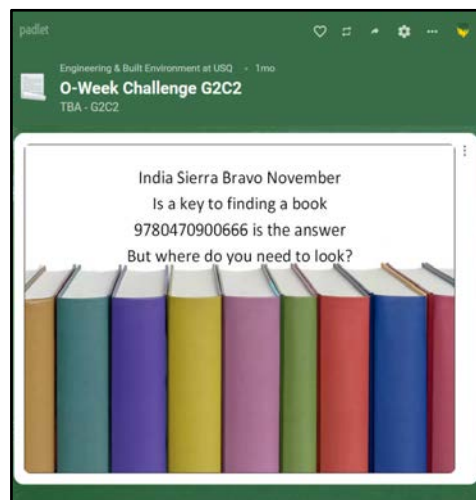 padlet
Engineering & Built Environment at USQ • 1mo
O-Week Challenge G2C2
TBA - G2C2
India Sierra Bravo November
Is a key to finding a book
9780470900666 is the answer
But where do you need to look?